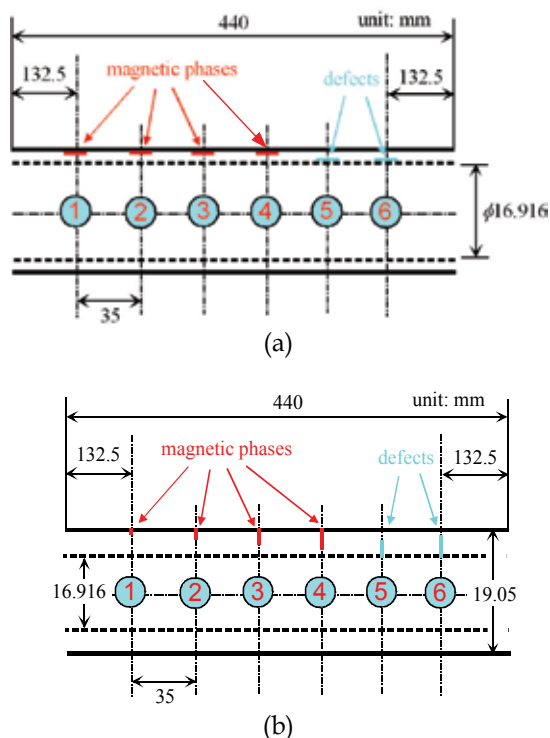 440
unit: mm
132.5
magnetic phases
defects
132.5
1
2
3
4
5
6
ϕ16.916
35
(a)
440
unit: mm
132.5
magnetic phases
defects
132.5
16.916
1
2
3
4
5
6
19.05
35
(b)